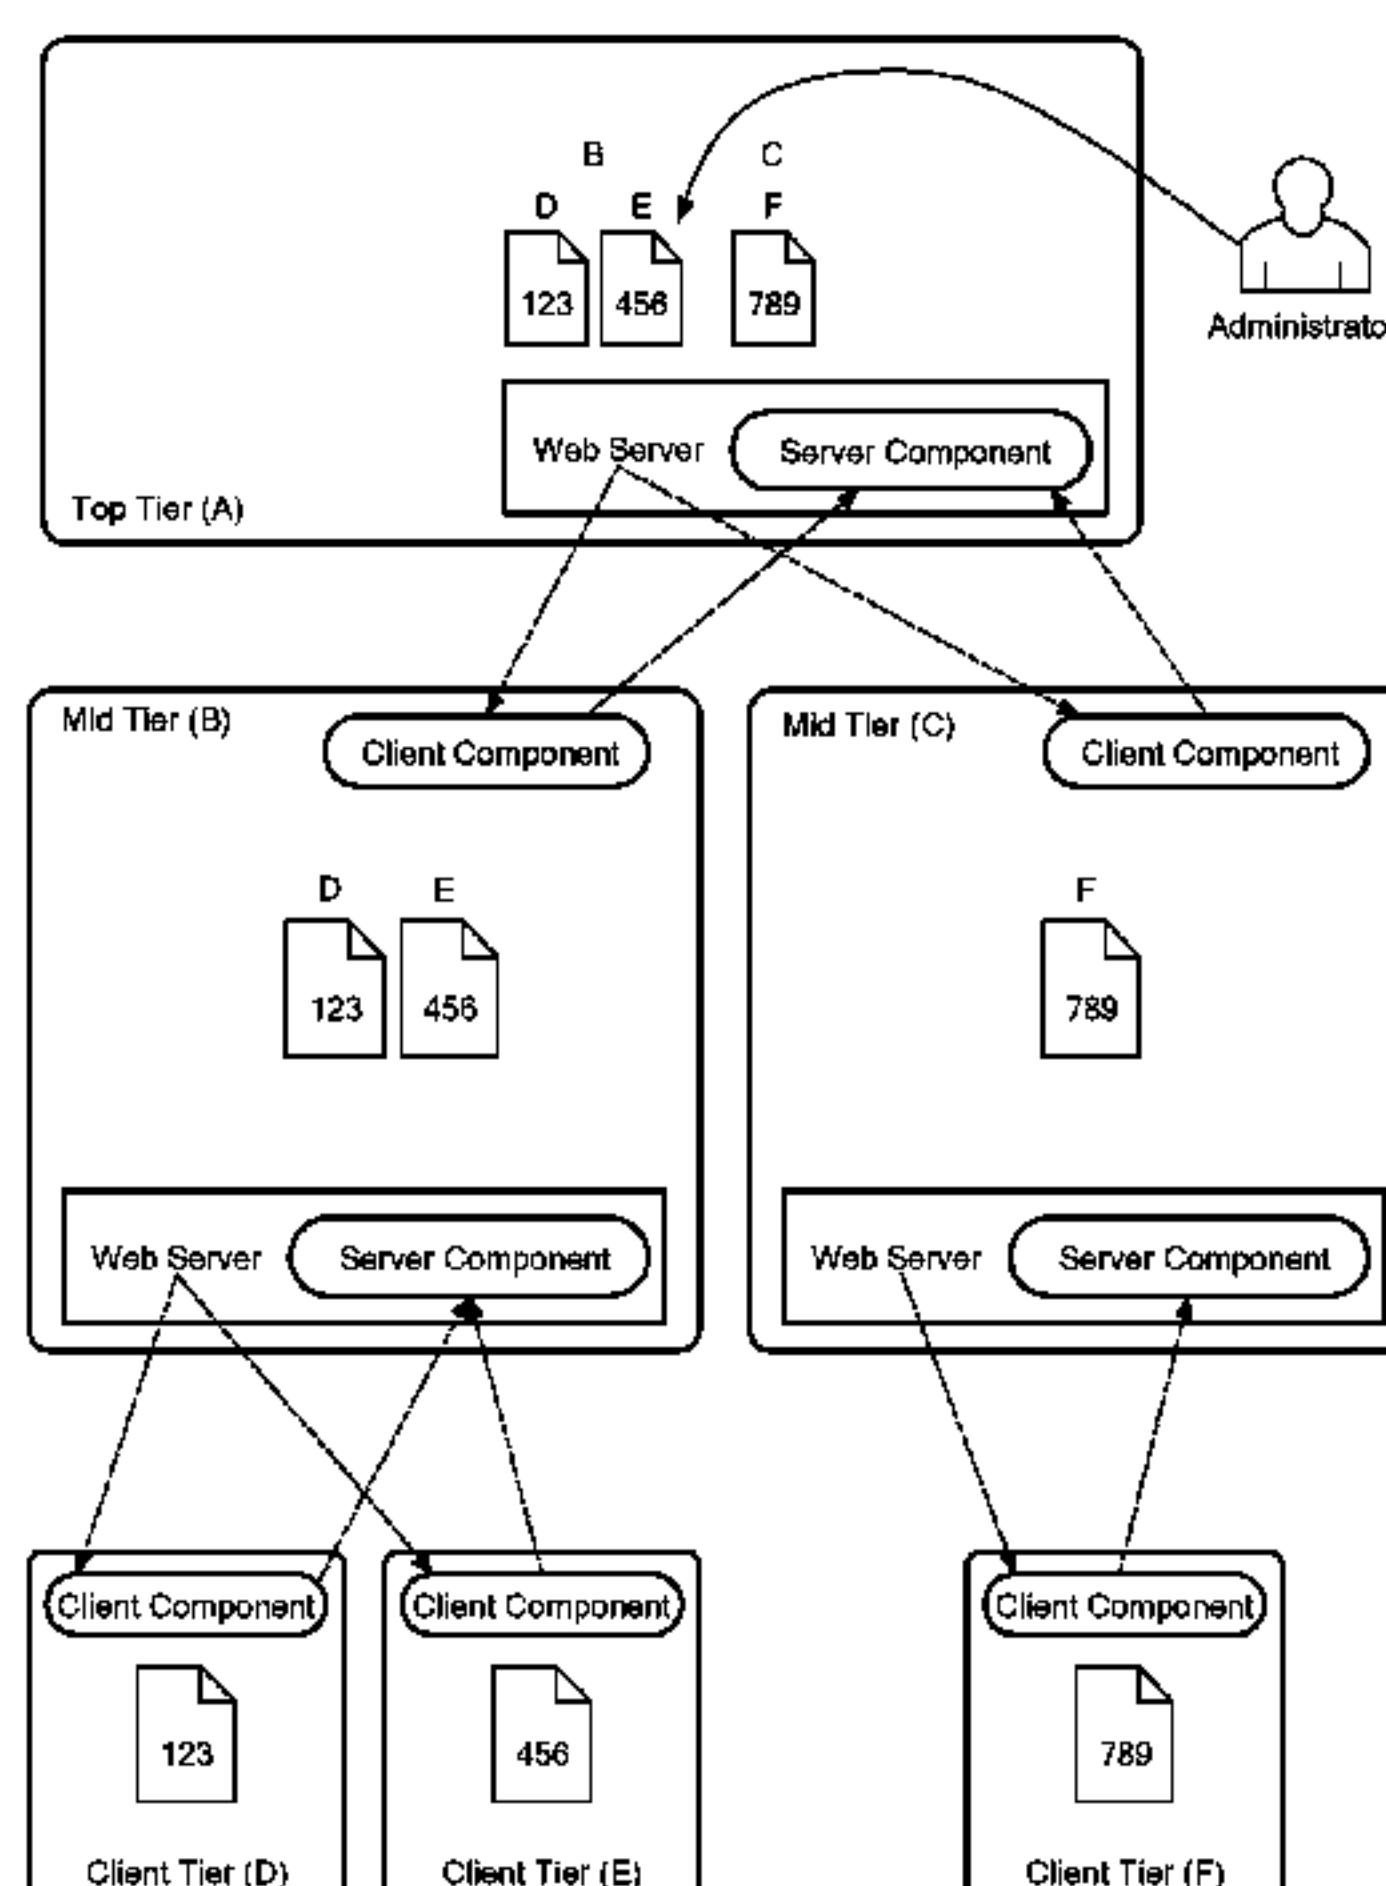 B C
D E F
123 456 789
Administrato
Web Server Server Component
Top Tier (A)
Mid Tier (B) Mid Tier (C)
Client Component Client Component
D E F
123 456 789
Web Server Server Component Web Server Server Component
Client Component Client Component Client Component
123 456 789
Client Tier (D) Client Tier (E) Client Tier (F)